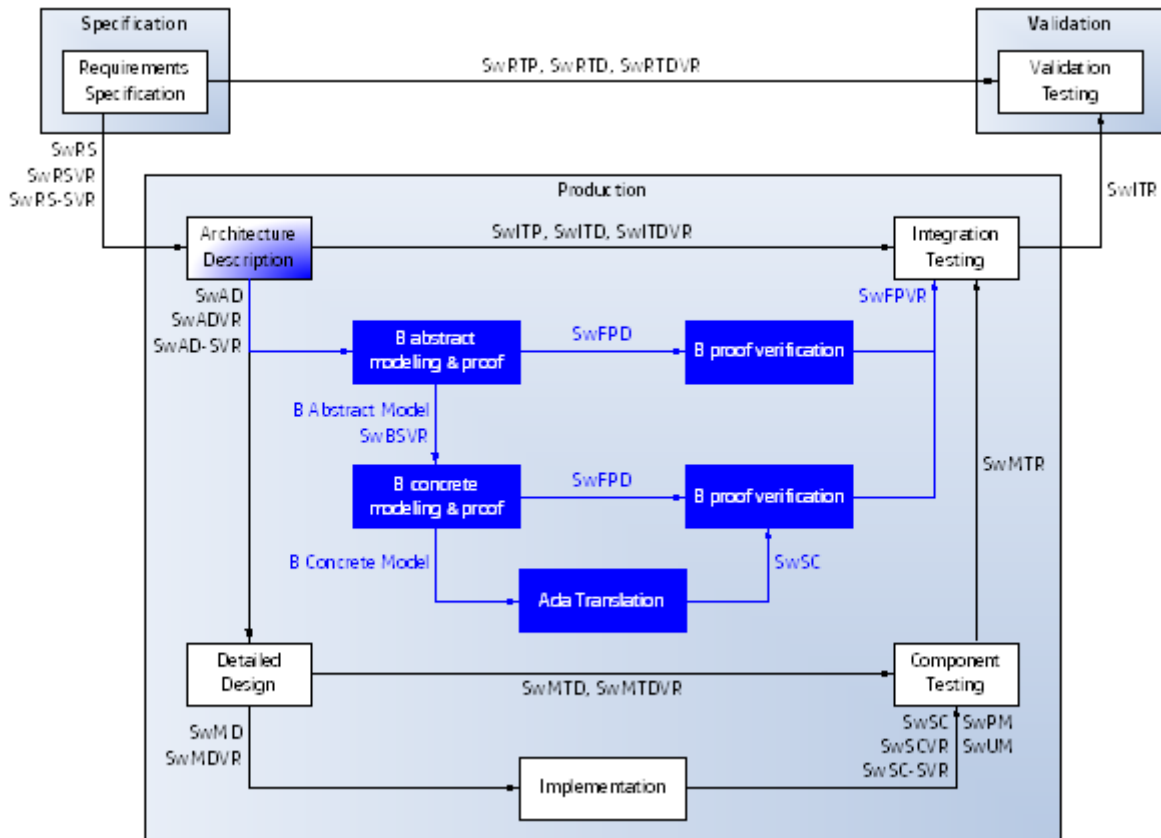 Specification
Validation
Requirements
Specification
SwRTP, SwRTD, SwRTDVR
Validation
Testing
SwRS
SwRSVR
SwRS-SVR
SwITR
Production
Architecture
Description
SwITP, SwITD, SwITDVR
Integration
Testing
SwAD
SwADVR
SwAD-SVR
SwFPVR
B abstract
modeling & proof
SwFPD
B proof verification
B Abstract Model
SwBSVR
SwMTR
B concrete
modeling & proof
SwFPD
B proof verification
B Concrete Model
SwSC
Ada Translation
Detailed
Design
SwMTD, SwMTDVR
Component
Testing
SwMD
SwMDVR
SwSC
SwSCVR
SwSC-SVR
SwPM
SwUM
Implementation